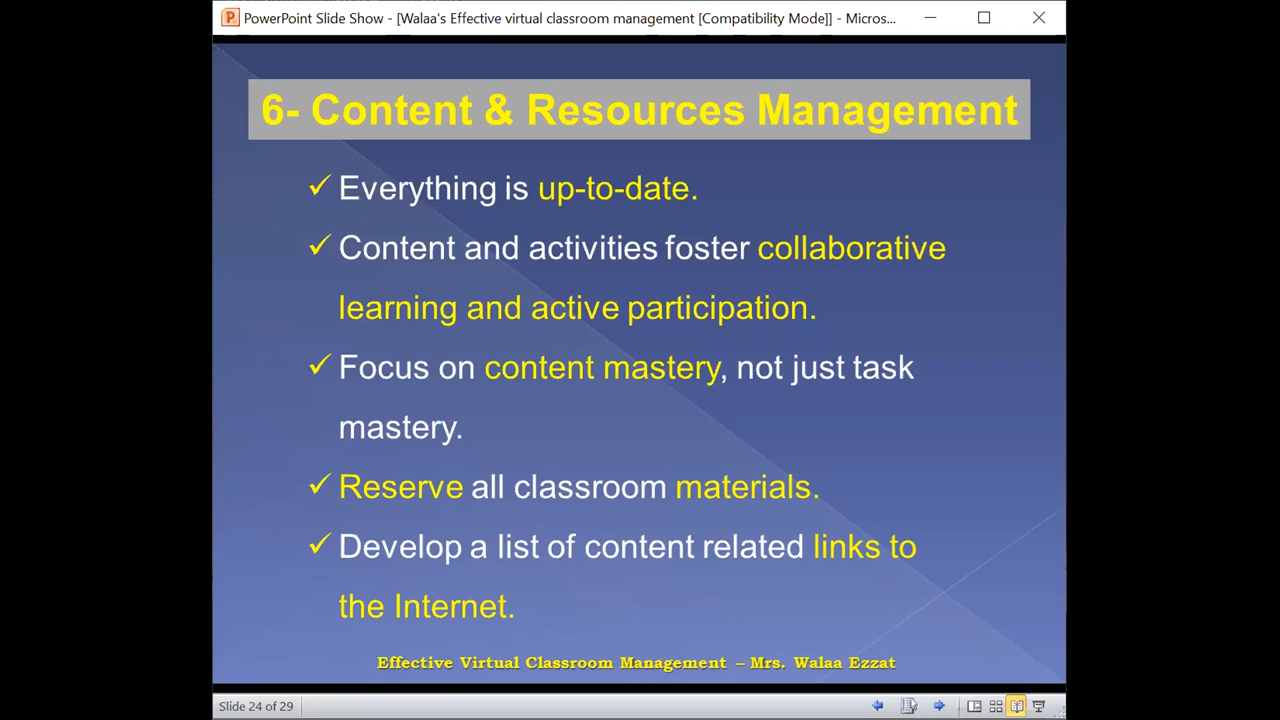 PowerPoint Slide Show - [Walaa's Effective virtual classroom management [Compatibility Mode]] - Micros...
6- Content & Resources Management
✓ Everything is up-to-date.
✓ Content and activities foster collaborative
learning and active participation.
✓ Focus on content mastery, not just task
mastery.
✓ Reserve all classroom materials.
✓ Develop a list of content related links to
the Internet.
Effective Virtual Classroom Management – Mrs. Walaa Ezzat
Slide 24 of 29